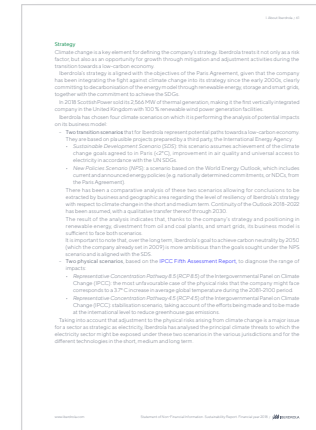 Strategy
Climate change is a key element for defining the company's strategy. Iberdrola treats it not only as a risk
factor, but also as an opportunity for growth through mitigation and adjustment activities during the
transition towards a low-carbon economy.
Iberdrola's strategy is aligned with the objectives of the Paris Agreement, given that the company
has been integrating the fight against climate change into its strategy since the early 2000s, clearly
committing to decarbonisation of the energy model through renewable energy, storage and smart grids,
together with the commitment to achieve the SDGs.
In 2018 ScottishPower sold its 2,566 MW of thermal generation, making it the first vertically integrated
company in the United Kingdom with 100 % renewable wind power generation facilities.
Iberdrola has chosen four climate scenarios on which it is performing the analysis of potential impacts
on its business model:
– Two transition scenarios that for Iberdrola represent potential paths towards a low-carbon economy.
They are based on plausible projects prepared by a third party, the International Energy Agency:
– Sustainable Development Scenario (SDS): this scenario assumes achievement of the climate
change goals agreed to in Paris (<2°C), improvement in air quality and universal access to
electricity in accordance with the UN SDGs.
– New Policies Scenario (NPS): a scenario based on the World Energy Outlook, which includes
current and announced energy policies (e.g. nationally determined commitments, or NDCs, from
the Paris Agreement).
There has been a comparative analysis of these two scenarios allowing for conclusions to be
extracted by business and geographic area regarding the level of resiliency of Iberdrola's strategy
with respect to climate change in the short and medium term. Continuity of the Outlook 2018-2022
has been assumed, with a qualitative transfer thereof through 2030.
The result of the analysis indicates that, thanks to the company's strategy and positioning in
renewable energy, divestment from oil and coal plants, and smart grids, its business model is
sufficient to face both scenarios.
It is important to note that, over the long term, Iberdrola's goal to achieve carbon neutrality by 2050
(which the company already set in 2009) is more ambitious than the goals sought under the NPS
scenario and is aligned with the SDS.
– Two physical scenarios, based on the IPCC Fifth Assessment Report, to diagnose the range of
impacts:
– Representative Concentration Pathway 8.5 (RCP 8.5) of the Intergovernmental Panel on Climate
Change (IPCC): the most unfavourable case of the physical risks that the company might face
corresponds to a 3.7°C increase in average global temperature during the 2081-2100 period.
– Representative Concentration Pathway 4.5 (RCP 4.5) of the Intergovernmental Panel on Climate
Change (IPCC): stabilisation scenario, taking account of the efforts being made and to be made
at the international level to reduce greenhouse gas emissions.
Taking into account that adjustment to the physical risks arising from climate change is a major issue
for a sector as strategic as electricity, Iberdrola has analysed the principal climate threats to which the
electricity sector might be exposed under these two scenarios in the various jurisdictions and for the
different technologies in the short, medium and long term.
www.iberdrola.com
Statement of Non-Financial Information. Sustainability Report / Financial year 2019
IBERDROLA